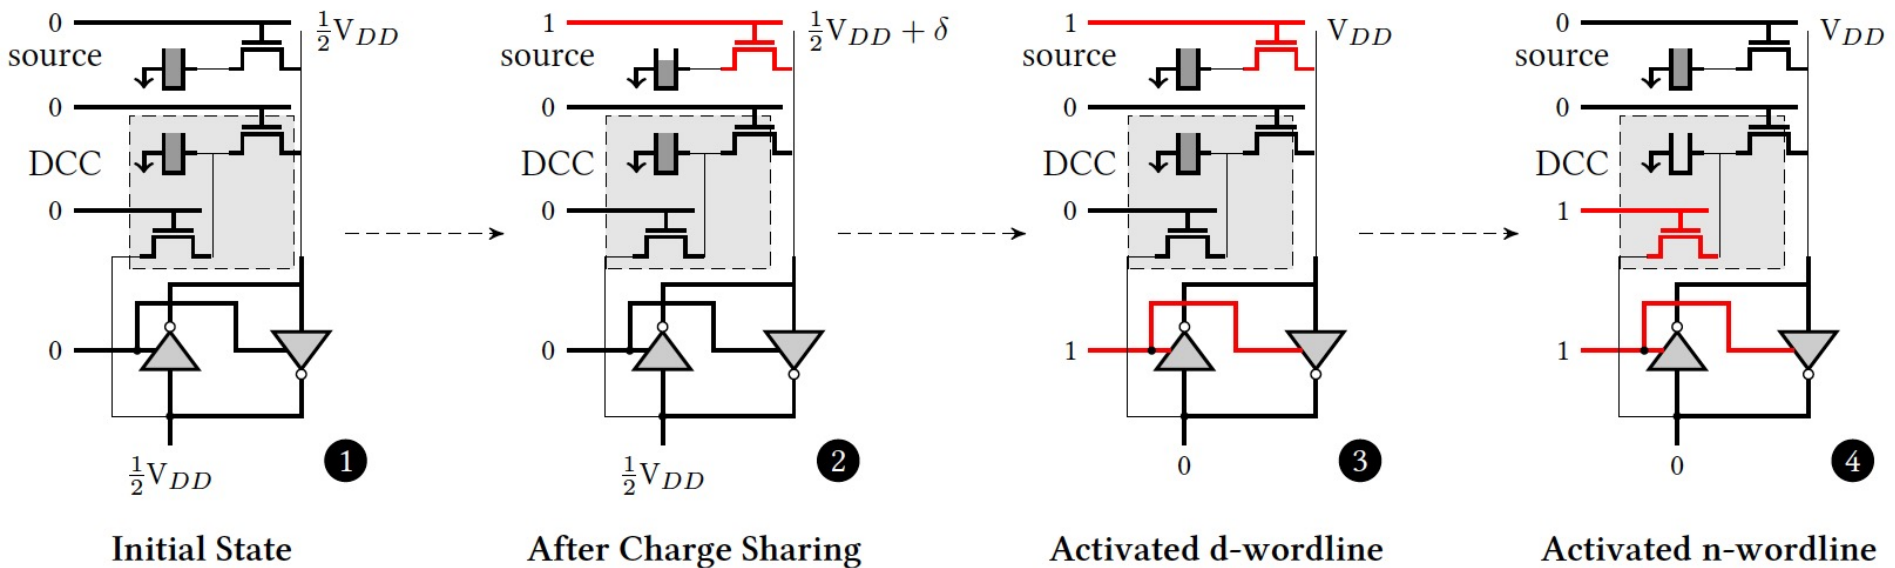 0
½V_DD
source
0
DCC
0
0
½V_DD
1
Initial State
1
½V_DD + δ
source
0
DCC
0
0
½V_DD
2
After Charge Sharing
1
V_DD
source
0
DCC
0
1
0
3
Activated d-wordline
0
V_DD
source
0
DCC
1
1
0
4
Activated n-wordline